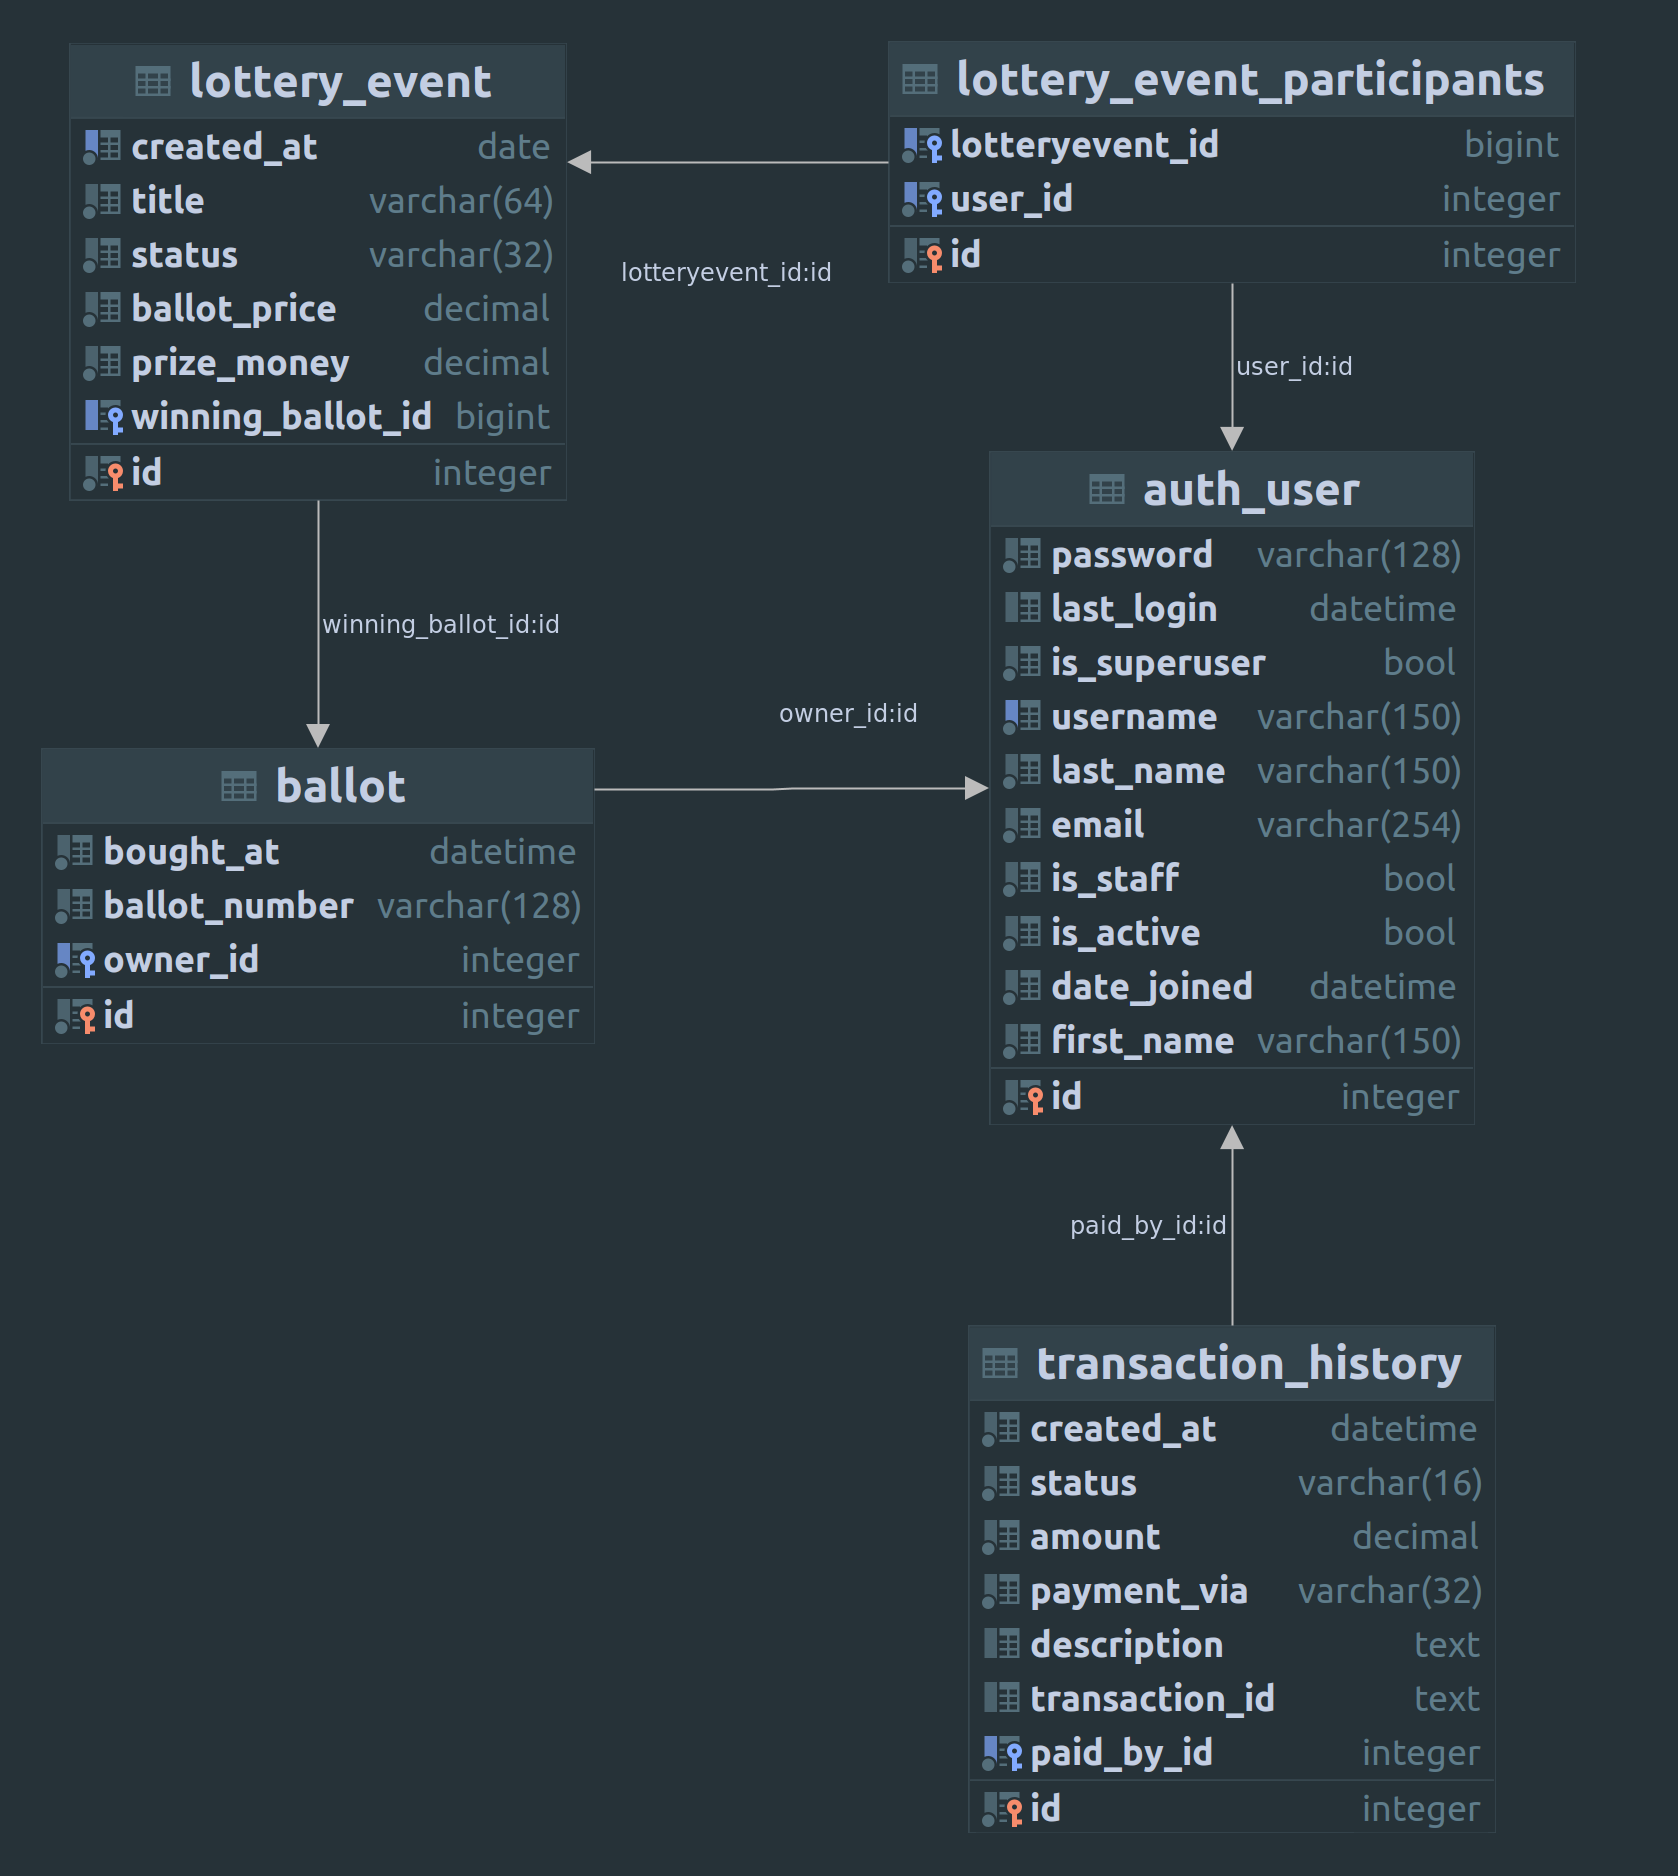 lottery_event
created_at date
title varchar(64)
status varchar(32)
ballot_price decimal
prize_money decimal
winning_ballot_id bigint
id integer
lottery_event_participants
lotteryevent_id bigint
user_id integer
id integer
lotteryevent_id:id
user_id:id
auth_user
password varchar(128)
last_login datetime
is_superuser bool
username varchar(150)
last_name varchar(150)
email varchar(254)
is_staff bool
is_active bool
date_joined datetime
first_name varchar(150)
id integer
winning_ballot_id:id
owner_id:id
ballot
bought_at datetime
ballot_number varchar(128)
owner_id integer
id integer
paid_by_id:id
transaction_history
created_at datetime
status varchar(16)
amount decimal
payment_via varchar(32)
description text
transaction_id text
paid_by_id integer
id integer